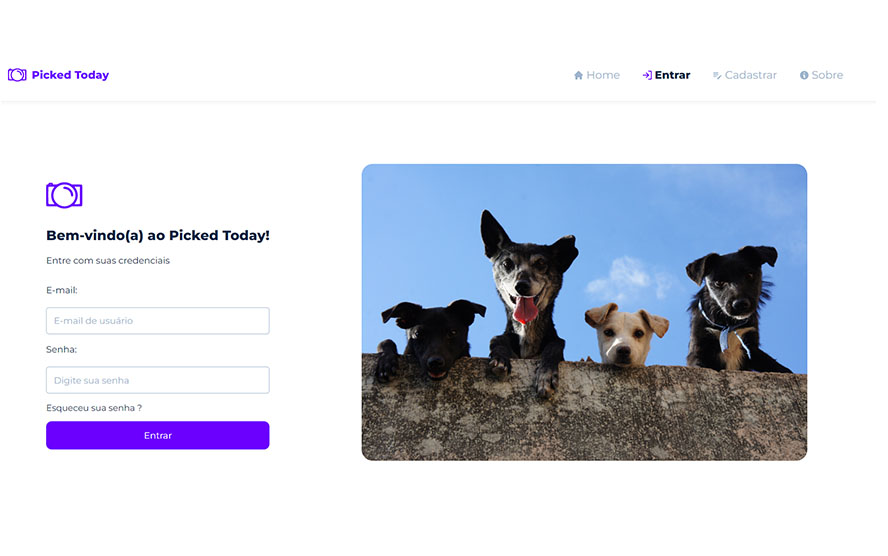 Picked Today
Home
Entrar
Cadastrar
Sobre
Bem-vindo(a) ao Picked Today!
Entre com suas credenciais
E-mail:
E-mail de usuário
Senha:
Digite sua senha
Esqueceu sua senha ?
Entrar